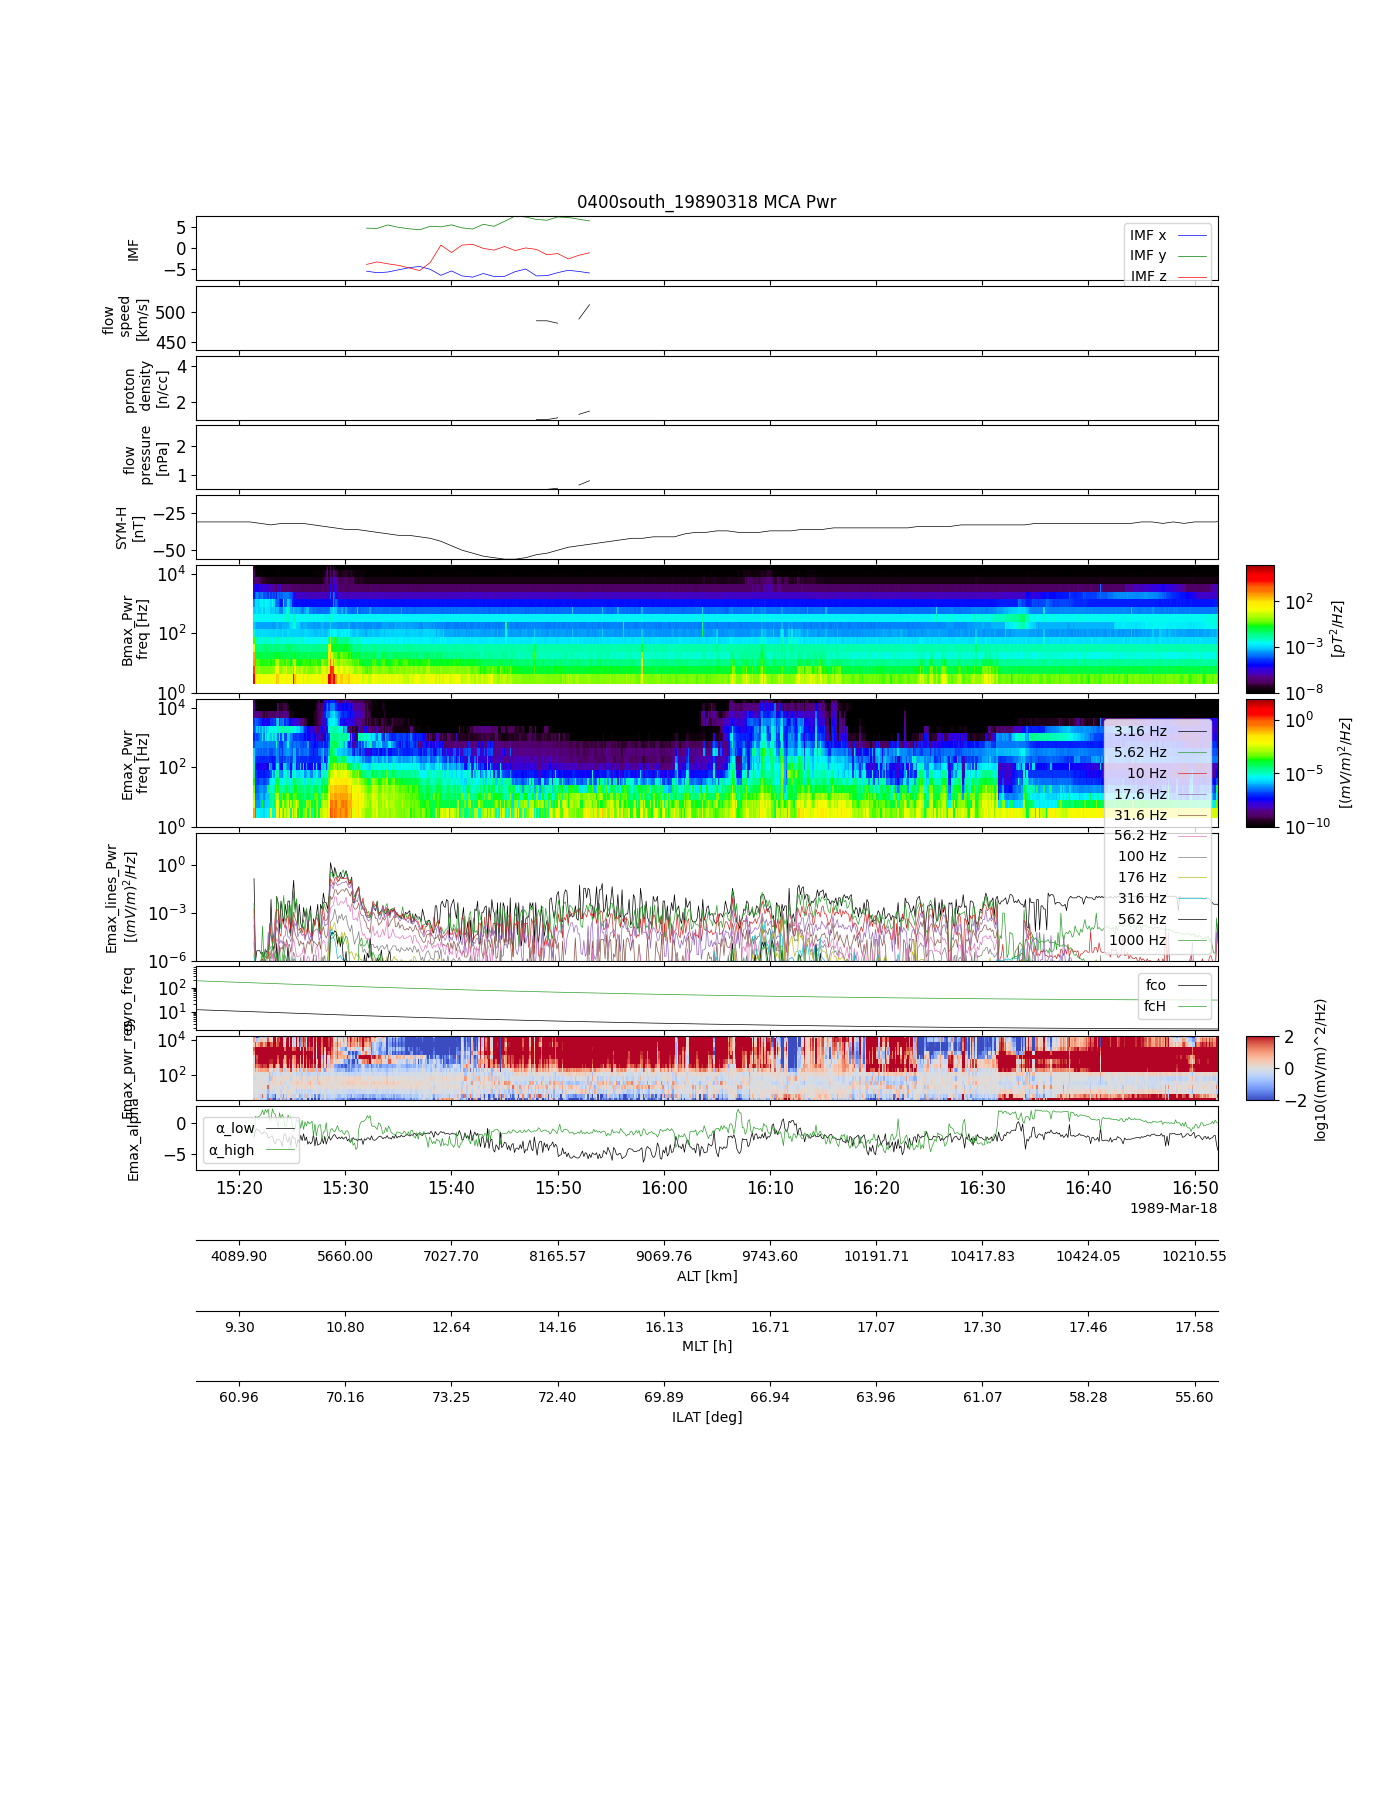 0400south_19890318 MCA Pwr
IMF
5
0
−5
IMF x
IMF y
IMF z
flow
speed
[km/s]
500
450
proton
density
[n/cc]
4
2
flow
pressure
[nPa]
2
1
SYM-H
[nT]
−25
−50
Bmax_Pwr
freq [Hz]
10^4
10^2
10^0
10^2
10^−3
10^−8
[pT^2/Hz]
Emax_Pwr
freq [Hz]
10^4
10^2
10^0
10^0
10^−5
10^−10
[(mV/m)^2/Hz]
3.16 Hz
5.62 Hz
10 Hz
17.6 Hz
31.6 Hz
56.2 Hz
100 Hz
176 Hz
316 Hz
562 Hz
1000 Hz
Emax_lines_Pwr
[(mV/m)^2/Hz]
10^0
10^−3
10^−6
gyro_freq
10^2
10^1
fco
fcH
Emax_pwr_reg
10^4
10^2
2
0
−2
log10((mV/m)^2/Hz)
Emax_alpha
0
−5
α_low
α_high
15:20 15:30 15:40 15:50 16:00 16:10 16:20 16:30 16:40 16:50
1989-Mar-18
4089.90 5660.00 7027.70 8165.57 9069.76 9743.60 10191.71 10417.83 10424.05 10210.55
ALT [km]
9.30 10.80 12.64 14.16 16.13 16.71 17.07 17.30 17.46 17.58
MLT [h]
60.96 70.16 73.25 72.40 69.89 66.94 63.96 61.07 58.28 55.60
ILAT [deg]